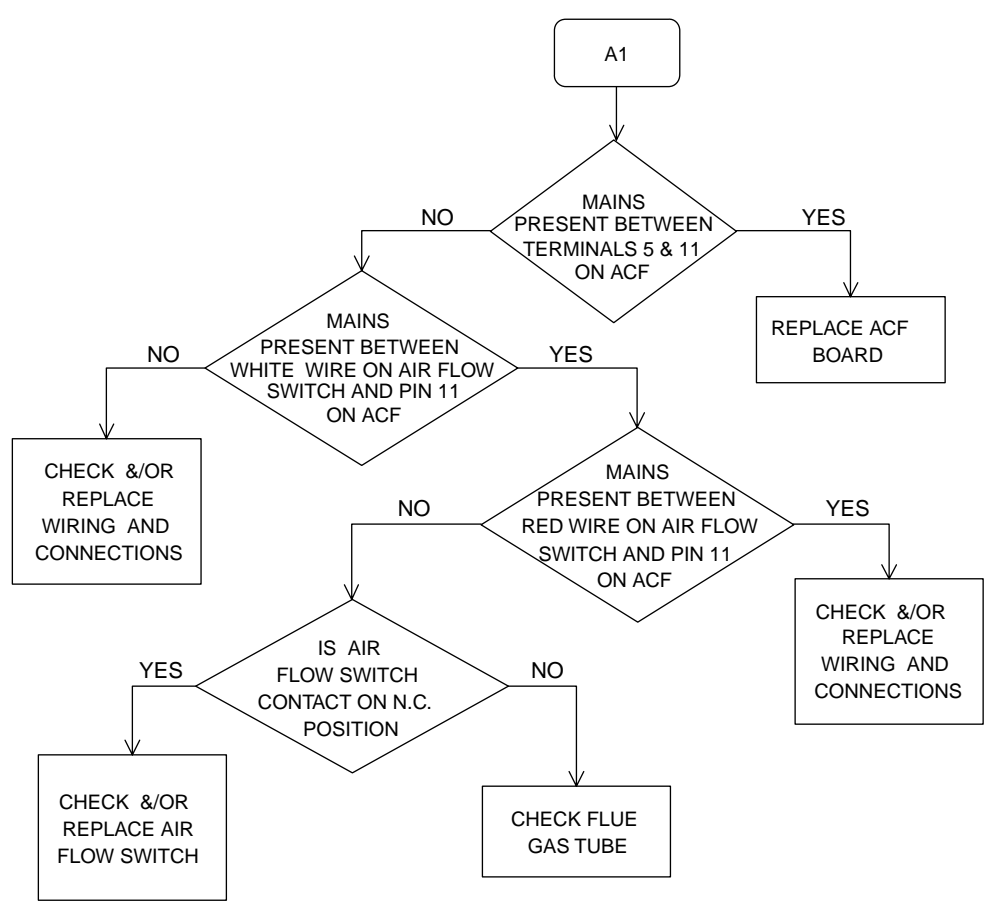 A1
MAINS
PRESENT BETWEEN
TERMINALS 5 & 11
ON ACF
NO
YES
REPLACE ACF
BOARD
MAINS
PRESENT BETWEEN
WHITE WIRE ON AIR FLOW
SWITCH AND PIN 11
ON ACF
NO
YES
CHECK &/OR
REPLACE
WIRING AND
CONNECTIONS
MAINS
PRESENT BETWEEN
RED WIRE ON AIR FLOW
SWITCH AND PIN 11
ON ACF
NO
YES
CHECK &/OR
REPLACE
WIRING AND
CONNECTIONS
IS AIR
FLOW SWITCH
CONTACT ON N.C.
POSITION
YES
NO
CHECK &/OR
REPLACE AIR
FLOW SWITCH
CHECK FLUE
GAS TUBE